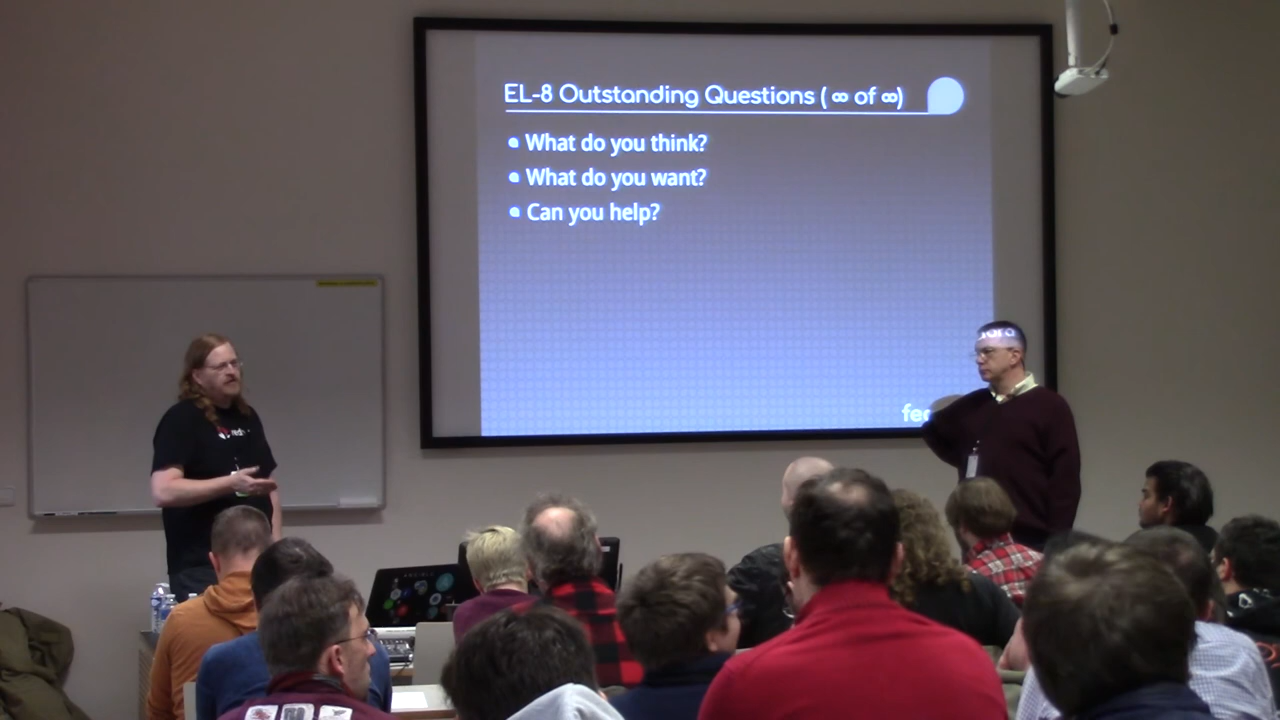 EL-8 Outstanding Questions ( ∞ of ∞)
What do you think?
What do you want?
Can you help?